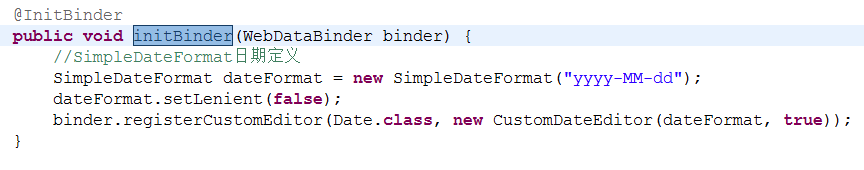 @InitBinder
public void initBinder(WebDataBinder binder) {
//SimpleDateFormat日期定义
SimpleDateFormat dateFormat = new SimpleDateFormat("yyyy-MM-dd");
dateFormat.setLenient(false);
binder.registerCustomEditor(Date.class, new CustomDateEditor(dateFormat, true));
}